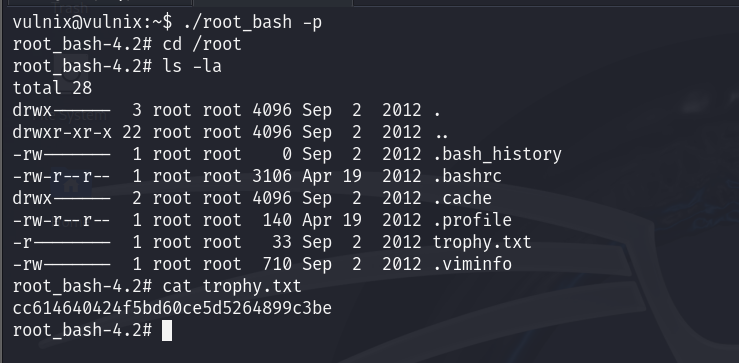 vulnix@vulnix:~$ ./root_bash -p
root_bash-4.2# cd /root
root_bash-4.2# ls -la
total 28
drwx------  3 root root 4096 Sep  2  2012 .
drwxr-xr-x 22 root root 4096 Sep  2  2012 ..
-rw-------  1 root root    0 Sep  2  2012 .bash_history
-rw-r--r--  1 root root 3106 Apr 19  2012 .bashrc
drwx------  2 root root 4096 Sep  2  2012 .cache
-rw-r--r--  1 root root  140 Apr 19  2012 .profile
-r--------  1 root root   33 Sep  2  2012 trophy.txt
-rw-------  1 root root  710 Sep  2  2012 .viminfo
root_bash-4.2# cat trophy.txt
cc614640424f5bd60ce5d5264899c3be
root_bash-4.2#